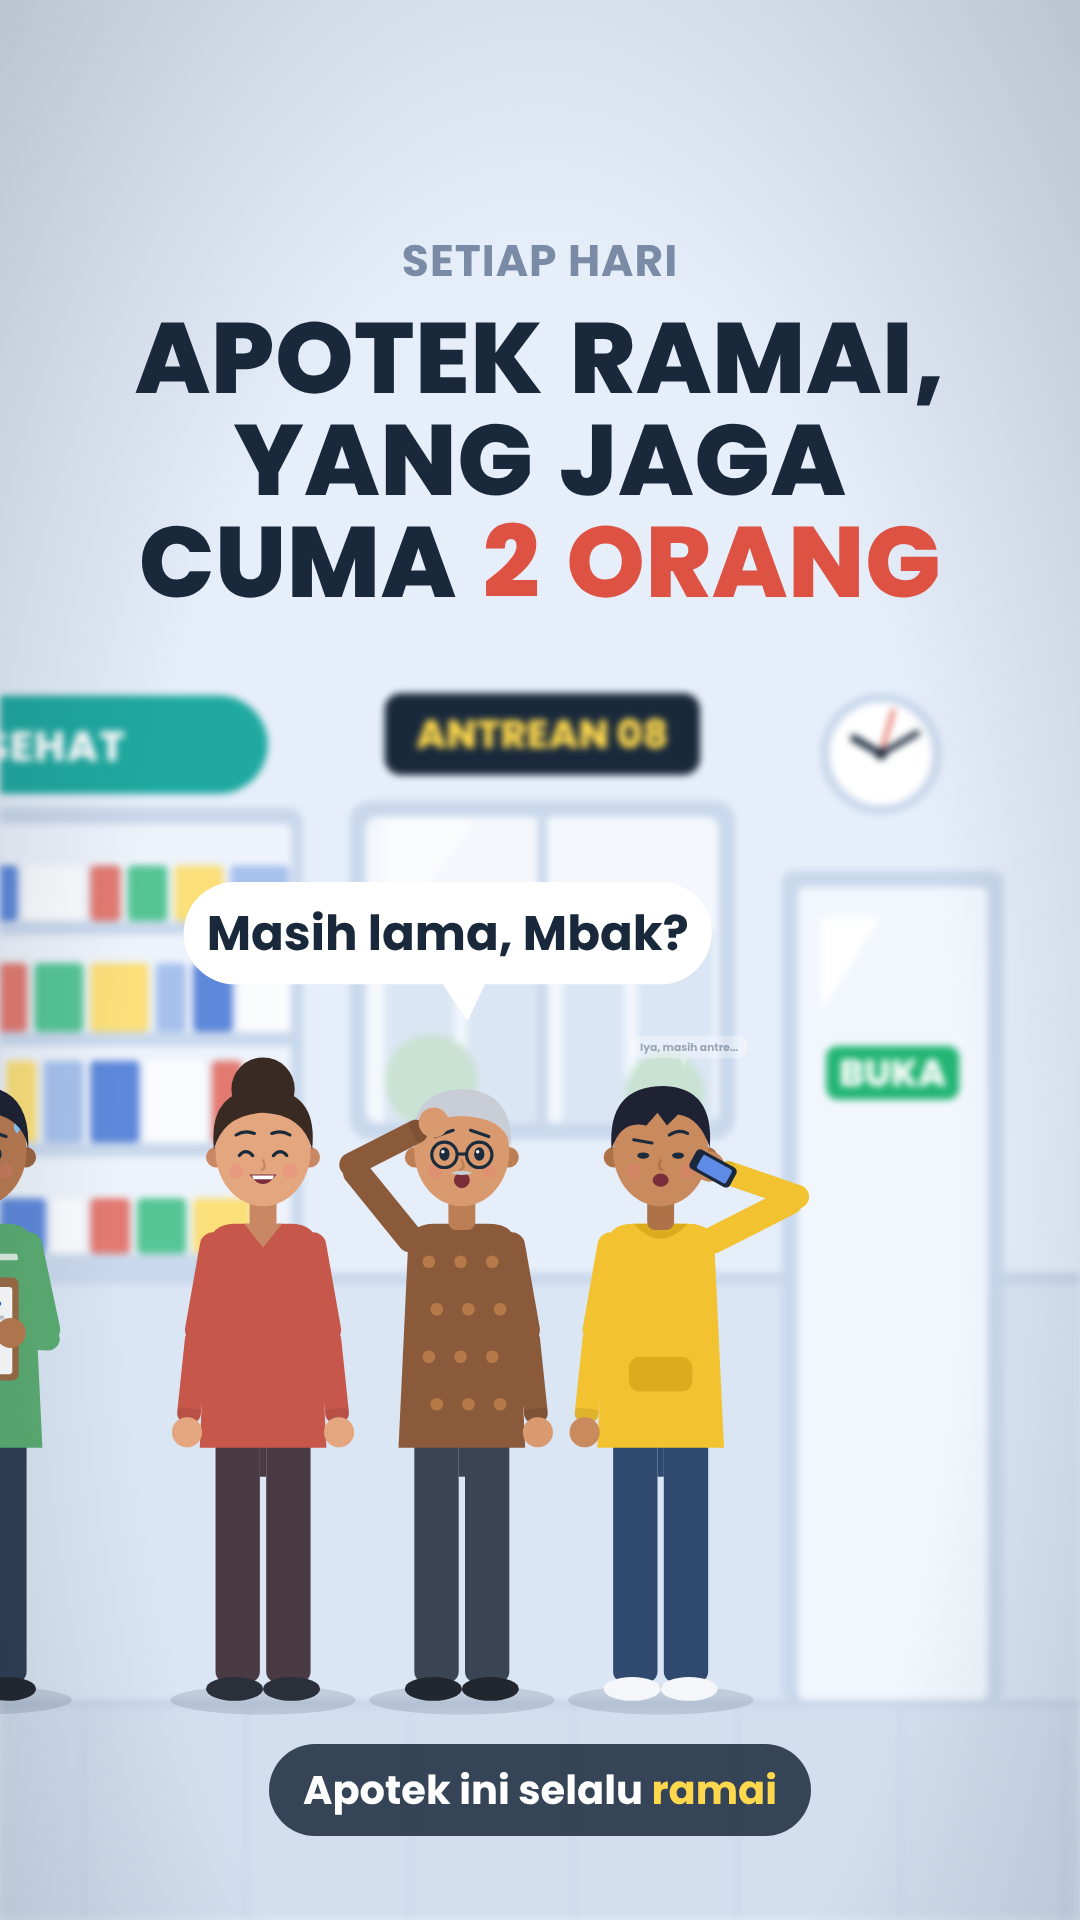 SETIAP HARI
APOTEK RAMAI,
YANG JAGA
CUMA 2 ORANG
SEHAT
ANTREAN 08
Masih lama, Mbak?
Iya, masih antre...
BUKA
Apotek ini selalu ramai